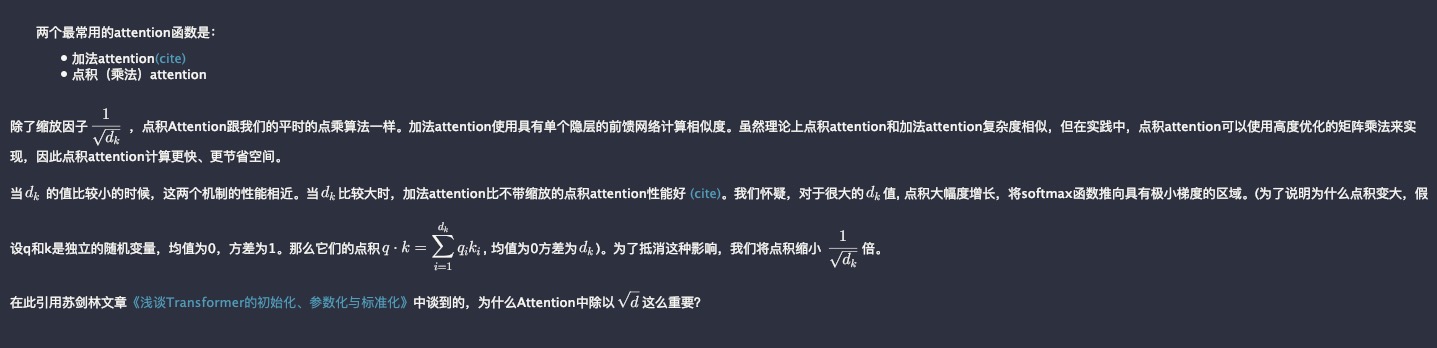 两个最常用的attention函数是：
• 加法attention(cite)
• 点积（乘法）attention
除了缩放因子 $\frac{1}{\sqrt{d_k}}$ ，点积Attention跟我们的平时的点乘算法一样。加法attention使用具有单个隐层的前馈网络计算相似度。虽然理论上点积attention和加法attention复杂度相似，但在实践中，点积attention可以使用高度优化的矩阵乘法来实
现，因此点积attention计算更快、更节省空间。
当 $d_k$ 的值比较小的时候，这两个机制的性能相近。当 $d_k$ 比较大时，加法attention比不带缩放的点积attention性能好 (cite)。我们怀疑，对于很大的 $d_k$ 值, 点积大幅度增长，将softmax函数推向具有极小梯度的区域。(为了说明为什么点积变大，假
设q和k是独立的随机变量，均值为0，方差为1。那么它们的点积 $q \cdot k = \sum_{i=1}^{d_k} q_i k_i$ , 均值为0方差为 $d_k$ )。为了抵消这种影响，我们将点积缩小 $\frac{1}{\sqrt{d_k}}$ 倍。
在此引用苏剑林文章《浅谈Transformer的初始化、参数化与标准化》中谈到的，为什么Attention中除以 $\sqrt{d}$ 这么重要？